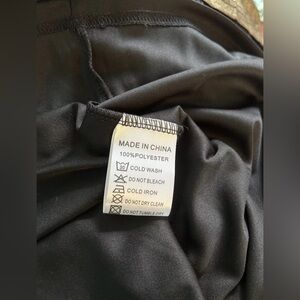 MADE IN CHINA
100%POLYESTER
COLD WASH
DO NOT BLEACH
COLD IRON
DO NOT DRY CLEAN
DO NOT TUMBLE DRY